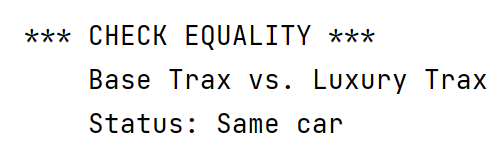 *** CHECK EQUALITY ***
Base Trax vs. Luxury Trax
Status: Same car